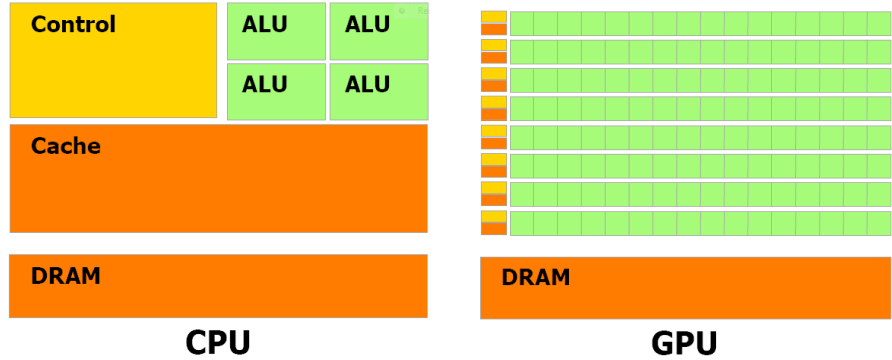 Control
ALU
ALU
ALU
ALU
Cache
DRAM
CPU
DRAM
GPU